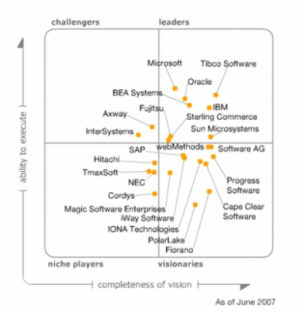 challengers
leaders
Microsoft
Tibco Software
Oracle
BEA Systems
IBM
Fujitsu
Sterling Commerce
Axway
Sun Microsystems
InterSystems
webMethods
Software AG
SAP
Hitachi
TmaxSoft
Progress
Software
NEC
Cordys
Cape Clear
Software
Magic Software Enterprises
iWay Software
IONA Technologies
PolarLake
Fiorano
niche players
visionaries
ability to execute
completeness of vision
As of June 2007